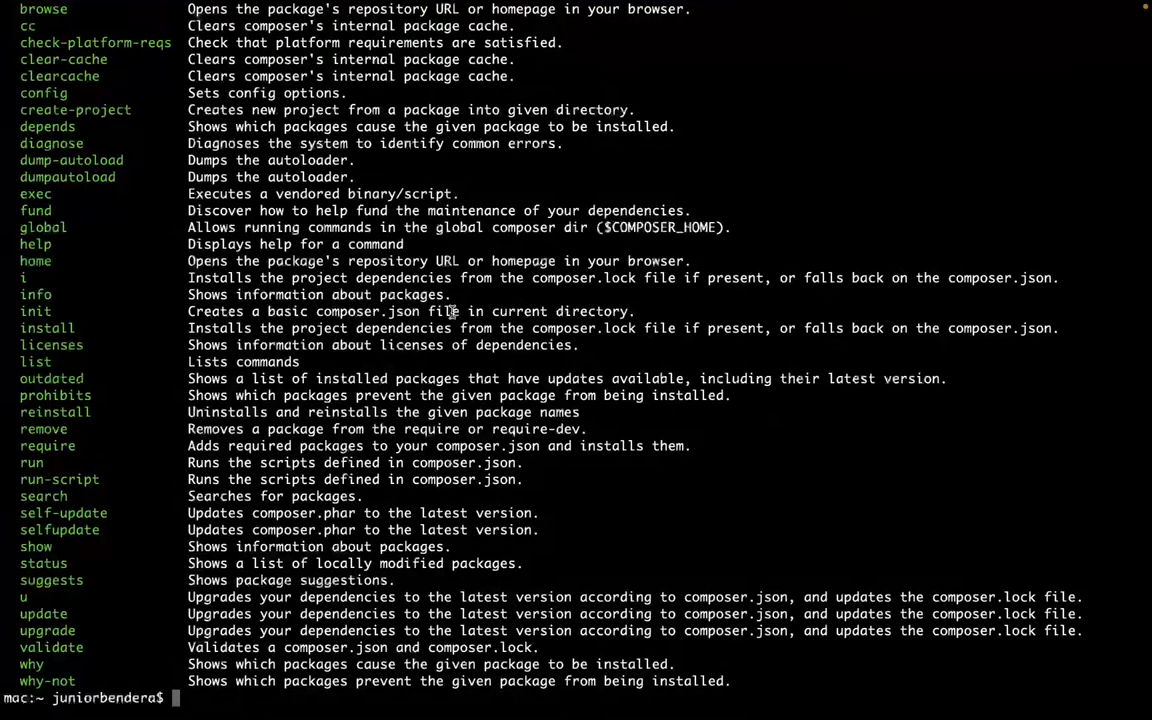 browse Opens the package's repository URL or homepage in your browser.
cc Clears composer's internal package cache.
check-platform-reqs Check that platform requirements are satisfied.
clear-cache Clears composer's internal package cache.
clearcache Clears composer's internal package cache.
config Sets config options.
create-project Creates new project from a package into given directory.
depends Shows which packages cause the given package to be installed.
diagnose Diagnoses the system to identify common errors.
dump-autoload Dumps the autoloader.
dumpautoload Dumps the autoloader.
exec Executes a vendored binary/script.
fund Discover how to help fund the maintenance of your dependencies.
global Allows running commands in the global composer dir ($COMPOSER_HOME).
help Displays help for a command
home Opens the package's repository URL or homepage in your browser.
i Installs the project dependencies from the composer.lock file if present, or falls back on the composer.json.
info Shows information about packages.
init Creates a basic composer.json file in current directory.
install Installs the project dependencies from the composer.lock file if present, or falls back on the composer.json.
licenses Shows information about licenses of dependencies.
list Lists commands
outdated Shows a list of installed packages that have updates available, including their latest version.
prohibits Shows which packages prevent the given package from being installed.
reinstall Uninstalls and reinstalls the given package names
remove Removes a package from the require or require-dev.
require Adds required packages to your composer.json and installs them.
run Runs the scripts defined in composer.json.
run-script Runs the scripts defined in composer.json.
search Searches for packages.
self-update Updates composer.phar to the latest version.
selfupdate Updates composer.phar to the latest version.
show Shows information about packages.
status Shows a list of locally modified packages.
suggests Shows package suggestions.
u Upgrades your dependencies to the latest version according to composer.json, and updates the composer.lock file.
update Upgrades your dependencies to the latest version according to composer.json, and updates the composer.lock file.
upgrade Upgrades your dependencies to the latest version according to composer.json, and updates the composer.lock file.
validate Validates a composer.json and composer.lock.
why Shows which packages cause the given package to be installed.
why-not Shows which packages prevent the given package from being installed.
mac:~ juniorbendera$